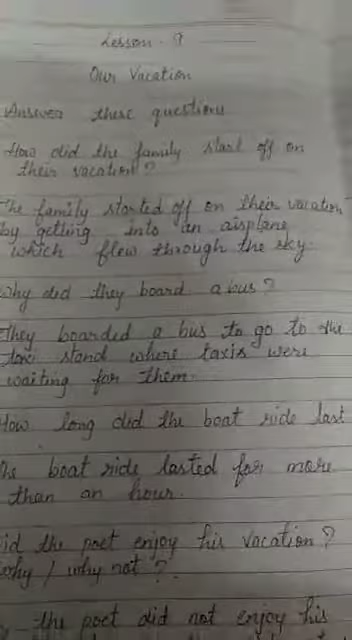 Lesson - 9
Our Vacation
Answer these questions
How did the family start off on
their vacation?
The family started off on their vacation
by getting into an airplane
which flew through the sky.
Why did they board a bus?
They boarded a bus to go to the
taxi stand where taxis were
waiting for them.
How long did the boat ride last
The boat ride lasted for more
than an hour.
id the poet enjoy his vacation?
why / why not?
the poet did not enjoy his